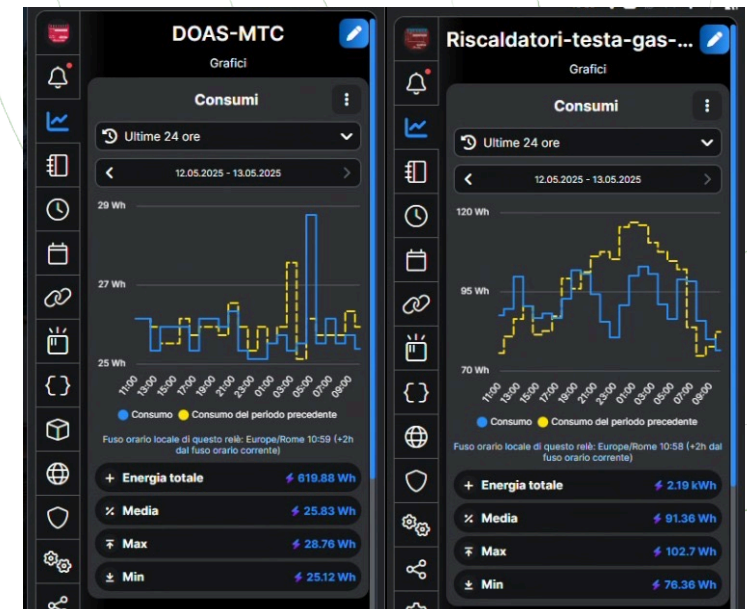 DOAS-MTC
Grafici
Consumi
Ultime 24 ore
12.05.2025 - 13.05.2025
29 Wh
27 Wh
25 Wh
11:00 13:00 15:00 17:00 19:00 21:00 23:00 01:00 03:00 05:00 07:00 09:00
Consumo Consumo del periodo precedente
Fuso orario locale di questo relè: Europe/Rome 10:59 (+2h
dal fuso orario corrente)
Energia totale 619.88 Wh
Media 25.83 Wh
Max 28.76 Wh
Min 25.12 Wh
Riscaldatori-testa-gas-...
Grafici
Consumi
Ultime 24 ore
12.05.2025 - 13.05.2025
120 Wh
95 Wh
70 Wh
11:00 13:00 15:00 17:00 19:00 21:00 23:00 01:00 03:00 05:00 07:00 09:00
Consumo Consumo del periodo precedente
Fuso orario locale di questo relè: Europe/Rome 10:58 (+2h dal
fuso orario corrente)
Energia totale 2.19 kWh
Media 91.36 Wh
Max 102.7 Wh
Min 76.36 Wh